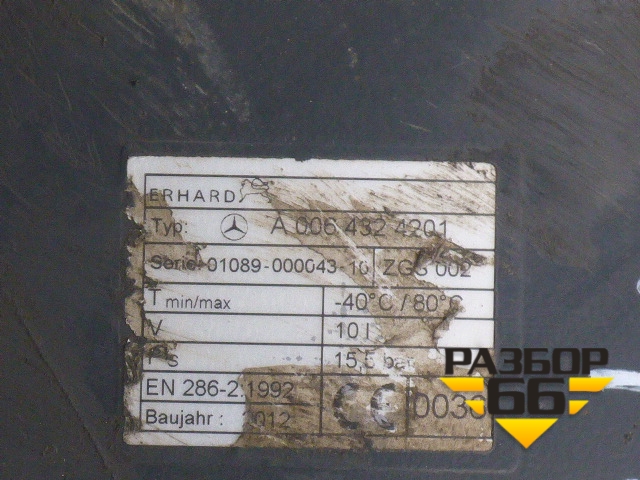 ERHARD
Typ: A 006 432 4201
Serie: 01089-000043-10 ZGS 002
T min/max -40°C / 80°C
V 10 l
PS 15,5 bar
EN 286-2:1992 CE
Baujahr: 2012
РАЗБОР
66